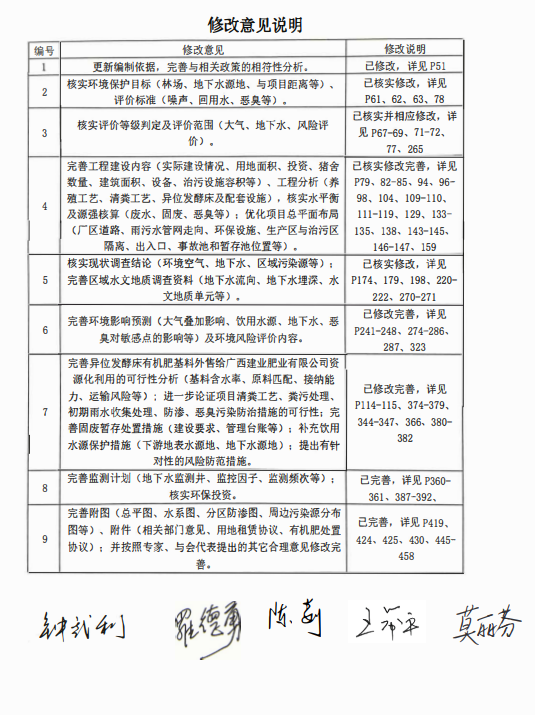 修改意见说明
编号 修改意见 修改说明
1 更新编制依据，完善与相关政策的相符性分析。 已修改，详见 P51
2 核实环境保护目标（林场、地下水源地、与项目距离等）、
评价标准（噪声、回用水、恶臭等）。
已核实修改，详见
P61、62、63、78
3 核实评价等级判定及评价范围（大气、地下水、风险评
价）。
已核实并相应修改，详
见 P67-69、71-72、
77、265
4 完善工程建设内容（实际建设情况、用地面积、投资、猪舍
数量、建筑面积、设备、治污设施容积等）、工程分析（养
殖工艺、清粪工艺、异位发酵床及配套设施），核实水平衡
及源强核算（废水、固废、恶臭等）；优化项目总平面布局
（厂区道路、雨污水管网走向、环保设施、生产区与治污区
隔离、出入口、事故池和暂存池位置等）。
已核实修改完善，详见
P79、82-85、94、96-
98、104、109-110、
111-119、129、133-
135、138、143-145、
146-147、159
5 核实现状调查结论（环境空气、地下水、区域污染源等）；
完善区域水文地质调查资料（地下水流向、地下水埋深、水
文地质单元等）。
已核实修改，详见
P174、179、198、220-
222、270-271
6 完善环境影响预测（大气叠加影响、饮用水源、地下水、恶
臭对敏感点的影响等）及环境风险评价内容。
已修改完善，详见
P241-248、274-286、
287、323
7 完善异位发酵床有机肥基料外售给广西建业肥业有限公司资
源化利用的可行性分析（基料含水率、原料匹配、接纳能
力、运输风险等）；进一步论证项目清粪工艺、粪污处理、
初期雨水收集处理、防渗、恶臭污染防治措施的可行性；完
善固废暂存处置措施（建设要求、管理台账等）；补充饮用
水源保护措施（下游地表水源地、地下水源地）；提出有针
对性的风险防范措施。
已修改完善，详见
P114-115、374-379、
344-347、366、380-
382
8 完善监测计划（地下水监测井、监控因子、监测频次等）；
核实环保投资。
已完善，详见 P360-
361、387-392、
9 完善附图（总平图、水系图、分区防渗图、周边污染源分布
图等）、附件（相关部门意见、用地租赁协议、有机肥处置
协议）；并按照专家、与会代表提出的其它合理意见修改完
善。
已完善，详见 P419、
424、425、430、445-
458
罗德勇 莫丽芬